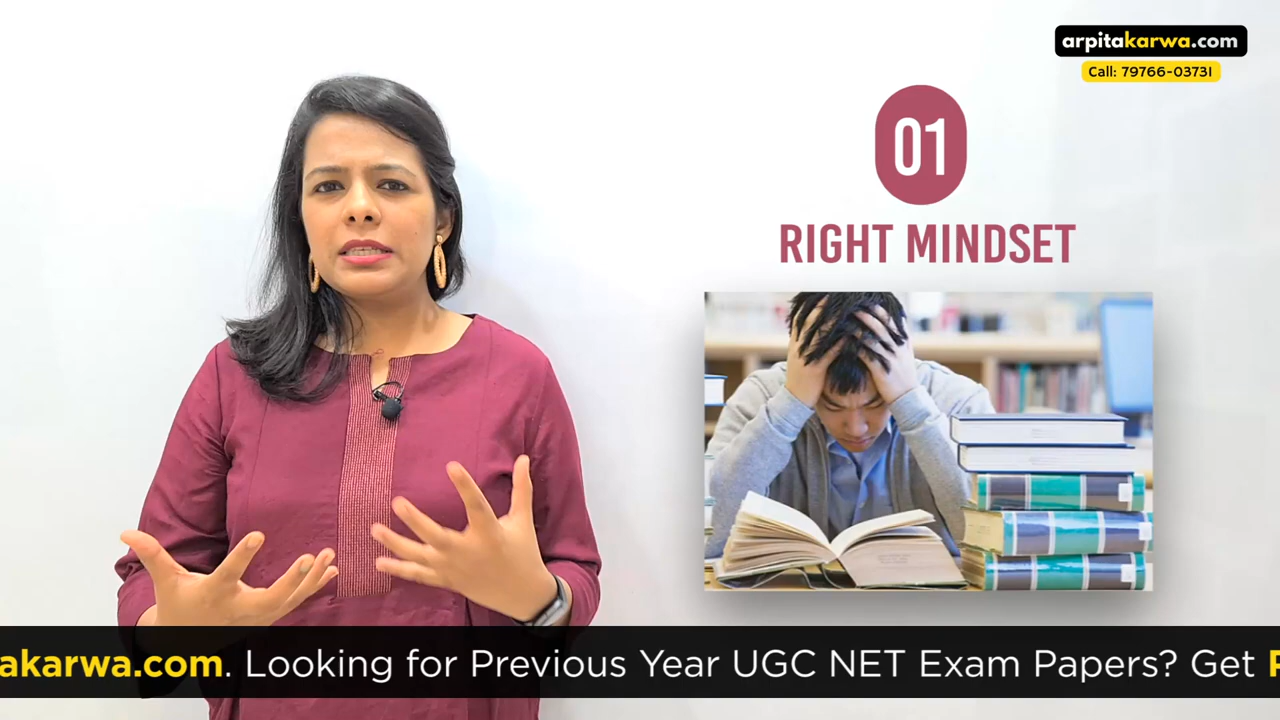 arpitakarwa.com
Call: 79766-03731
01
RIGHT MINDSET
akarwa.com. Looking for Previous Year UGC NET Exam Papers? Get